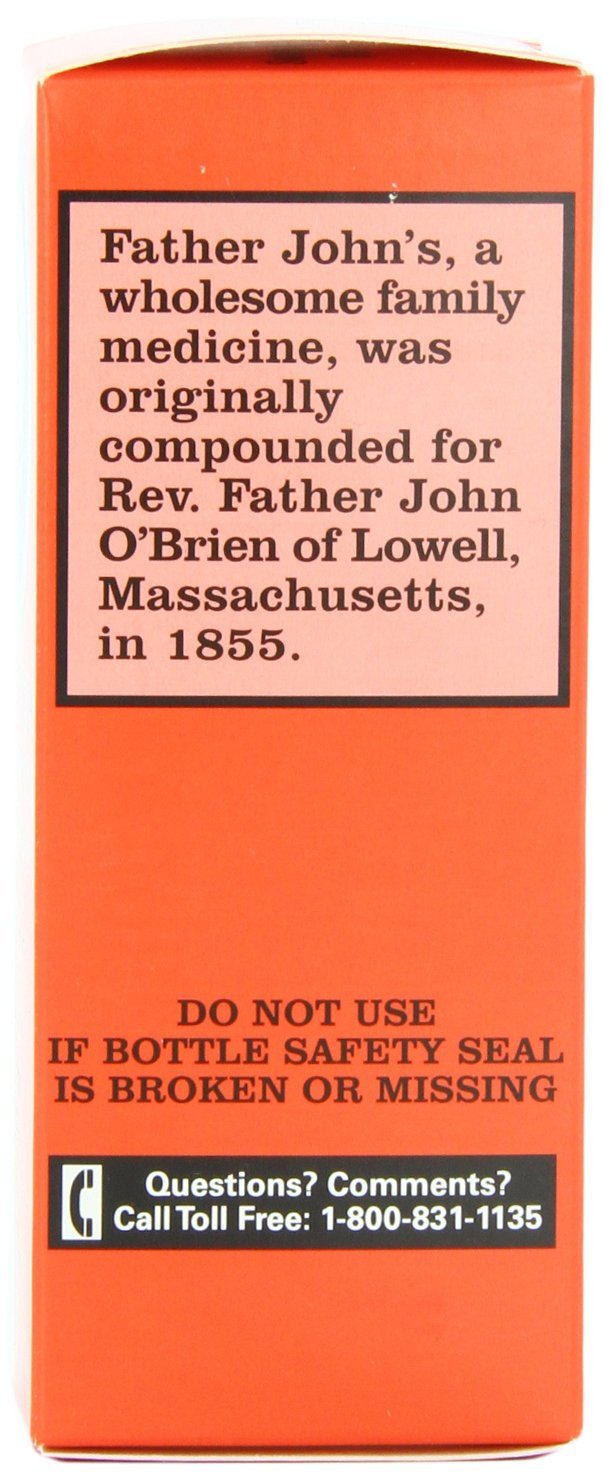 Father John's, a
wholesome family
medicine, was
originally
compounded for
Rev. Father John
O'Brien of Lowell,
Massachusetts,
in 1855.
DO NOT USE
IF BOTTLE SAFETY SEAL
IS BROKEN OR MISSING
Questions? Comments?
Call Toll Free: 1-800-831-1135